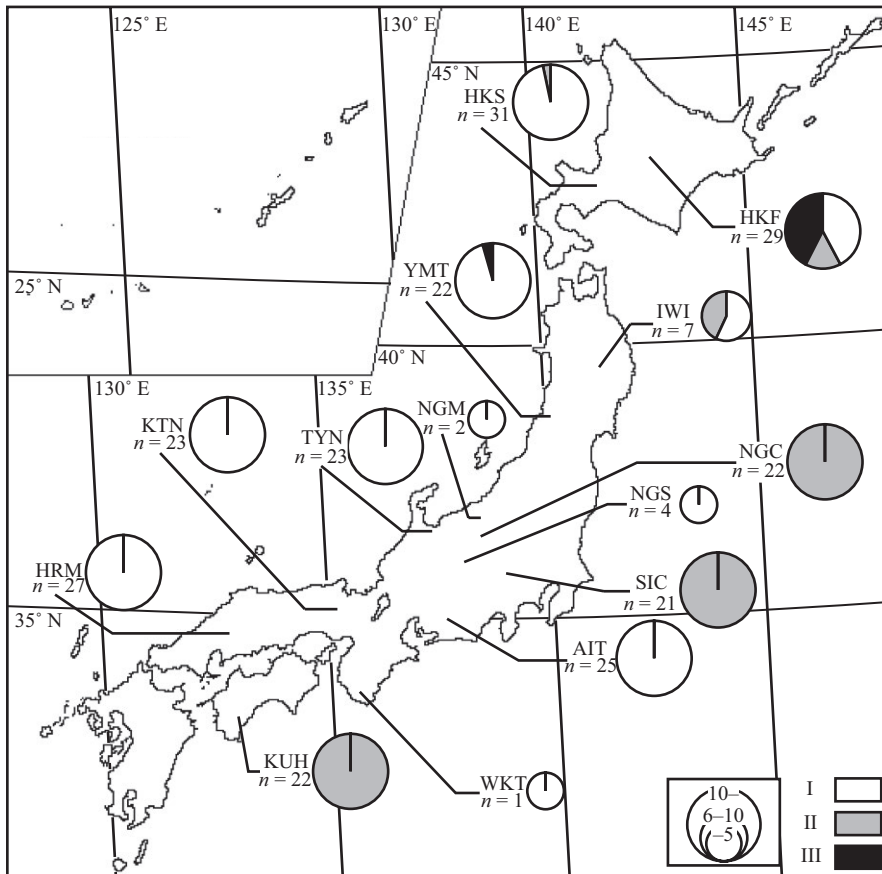 125° E
130° E
140° E
145° E
45° N
HKS
n = 31
HKF
n = 29
YMT
n = 22
25° N
IWI
n = 7
40° N
130° E
135° E
NGM
n = 2
KTN
n = 23
TYN
n = 23
NGC
n = 22
NGS
n = 4
HRM
n = 27
SIC
n = 21
35° N
AIT
n = 25
KUH
n = 22
WKT
n = 1
10–
6–10
–5
I
II
III